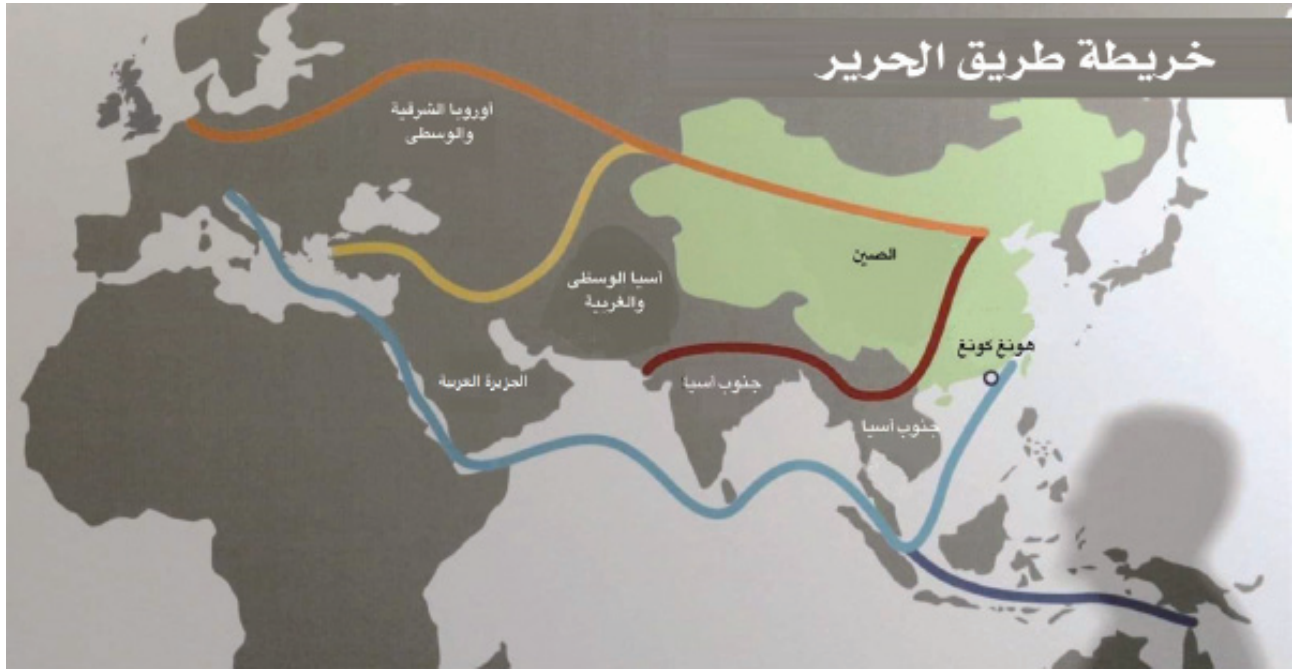 خريطة طريق الحرير
أوروبا الشرقية
والوسطى
الصين
آسيا الوسطى
والغربية
هونغ كونغ
الجزيرة العربية
جنوب آسيا
جنوب آسيا